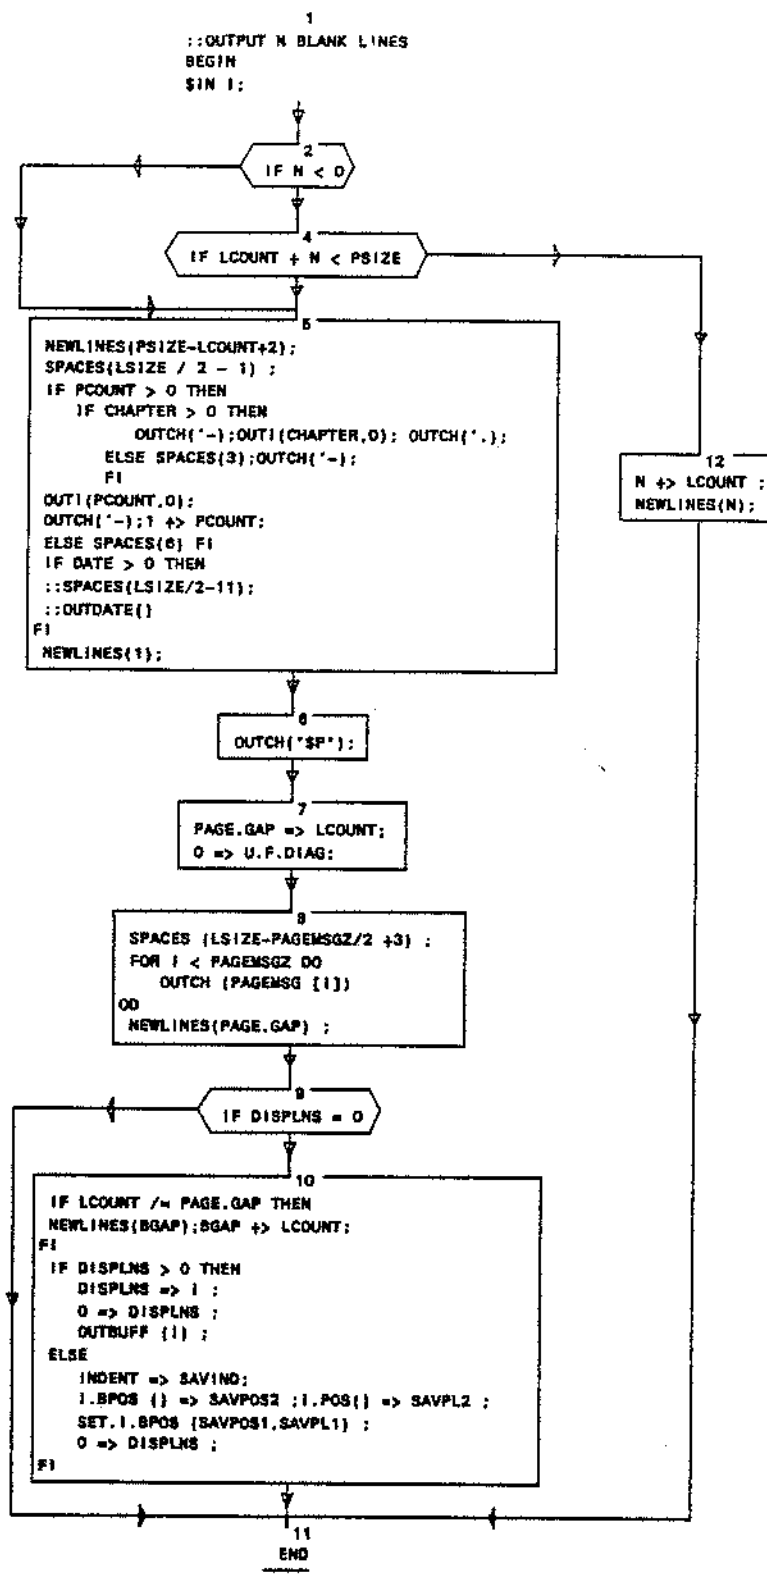 1
::OUTPUT N BLANK LINES
BEGIN
$IN I;
2
IF N < 0
4
IF LCOUNT + N < PSIZE
5
NEWLINES(PSIZE-LCOUNT+2);
SPACES(LSIZE / 2 - 1) ;
IF PCOUNT > 0 THEN
IF CHAPTER > 0 THEN
OUTCH('-);OUTI(CHAPTER,0); OUTCH('.);
ELSE SPACES(3);OUTCH('-);
FI
OUTI(PCOUNT,0);
OUTCH('-);1 +> PCOUNT;
ELSE SPACES(6) FI
IF DATE > 0 THEN
::SPACES(LSIZE/2-11);
::OUTDATE()
FI
NEWLINES(1);
12
N +> LCOUNT ;
NEWLINES(N);
6
OUTCH("$P");
7
PAGE.GAP => LCOUNT;
0 => U.F.DIAG;
8
SPACES (LSIZE-PAGEMSGZ/2 +3) ;
FOR I < PAGEMSGZ DO
OUTCH (PAGEMSG [I])
OD
NEWLINES(PAGE.GAP) ;
9
IF DISPLNS = 0
10
IF LCOUNT /= PAGE.GAP THEN
NEWLINES(BGAP);BGAP +> LCOUNT;
FI
IF DISPLNS > 0 THEN
DISPLNS => I ;
0 => DISPLNS ;
OUTBUFF (I) ;
ELSE
INDENT => SAVIND;
I.BPOS () => SAVPOS2 ;I.POS() => SAVPL2 ;
SET.I.BPOS (SAVPOS1,SAVPL1) ;
0 => DISPLNS ;
FI
11
END